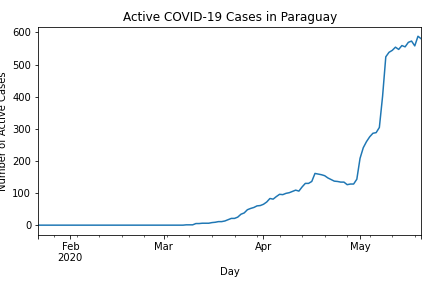 Active COVID-19 Cases in Paraguay
600
500
400
300
200
100
0
Number of Active Cases
Feb
2020
Mar
Apr
May
Day